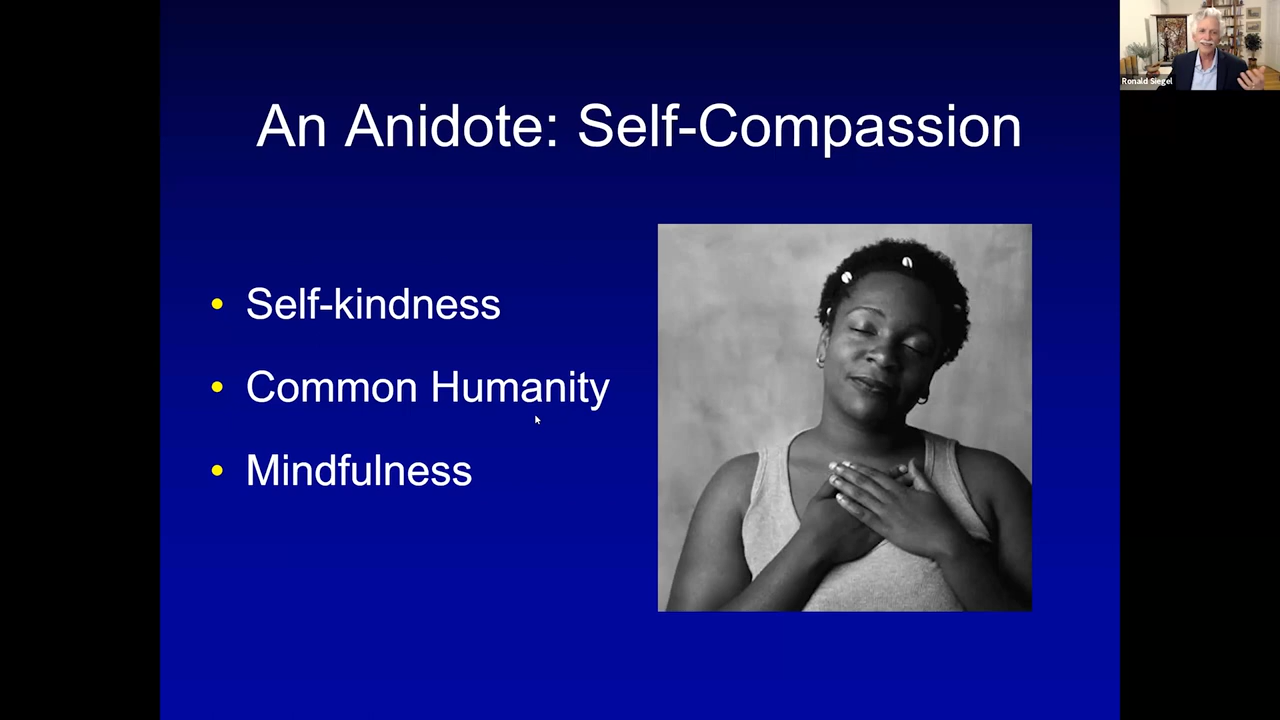 An Anidote: Self-Compassion
• Self-kindness
• Common Humanity
• Mindfulness
Ronald Siegel